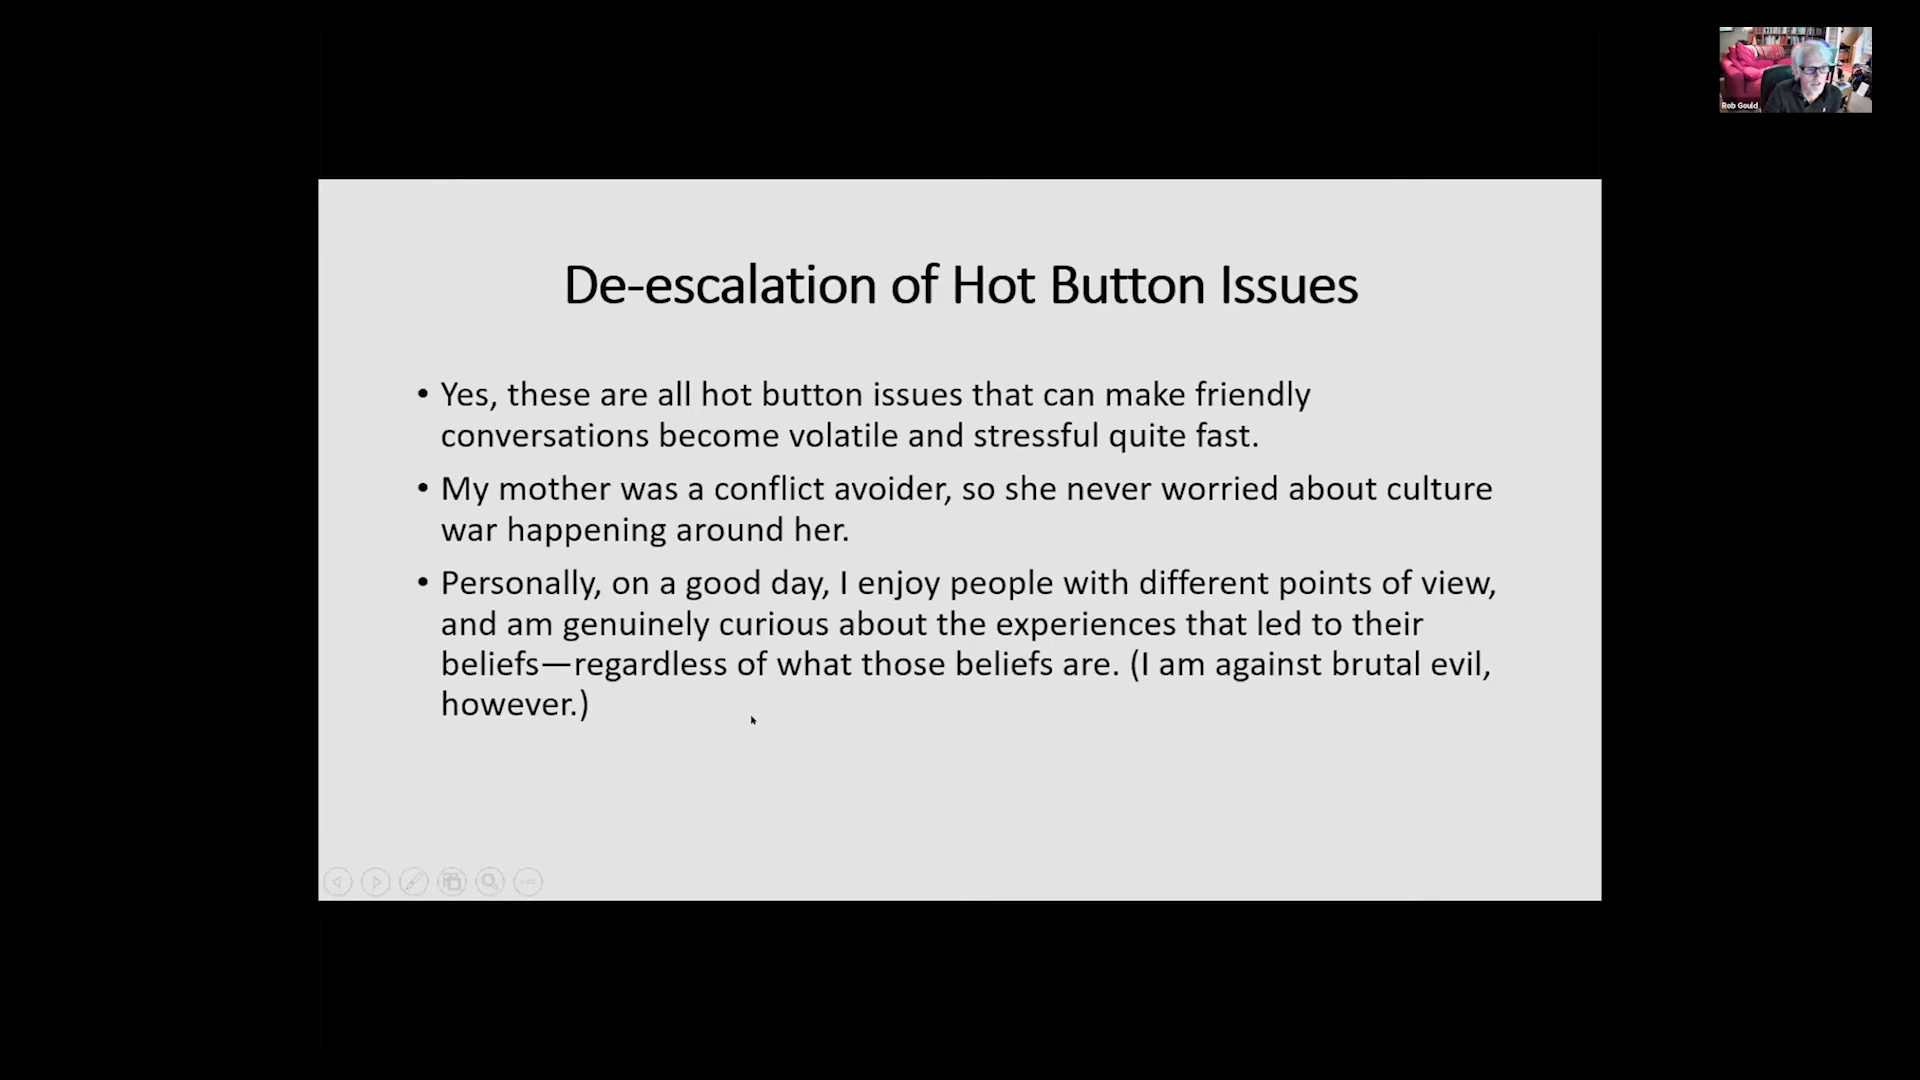 Rob Gould
De-escalation of Hot Button Issues
• Yes, these are all hot button issues that can make friendly
conversations become volatile and stressful quite fast.
• My mother was a conflict avoider, so she never worried about culture
war happening around her.
• Personally, on a good day, I enjoy people with different points of view,
and am genuinely curious about the experiences that led to their
beliefs—regardless of what those beliefs are. (I am against brutal evil,
however.)